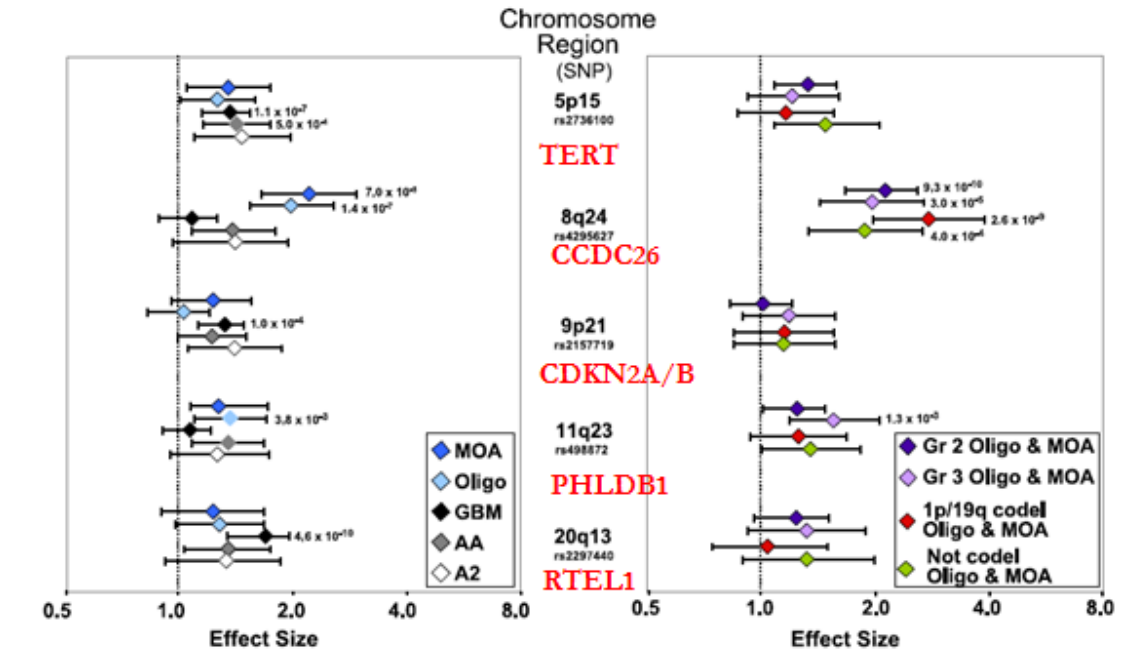 Chromosome
Region
(SNP)
1.1 x 10⁻⁷
5.0 x 10⁻⁴
5p15
rs2736100
TERT
7.0 x 10
1.4 x 10⁻⁷
8q24
rs4295627
CCDC26
9.3 x 10⁻¹⁰
3.0 x 10⁻⁵
2.6 x 10⁻⁹
4.0 x 10
1.0 x 10⁻⁴
9p21
rs2157719
CDKN2A/B
3.8 x 10⁻³
11q23
rs498872
PHLDB1
1.3 x 10⁻³
4.6 x 10⁻¹⁰
20q13
rs2297440
RTEL1
MOA
Oligo
GBM
AA
A2
Gr 2 Oligo & MOA
Gr 3 Oligo & MOA
1p/19q codel
Oligo & MOA
Not codel
Oligo & MOA
0.5 1.0 2.0 4.0 8.0
Effect Size
0.5 1.0 2.0 4.0 8.0
Effect Size